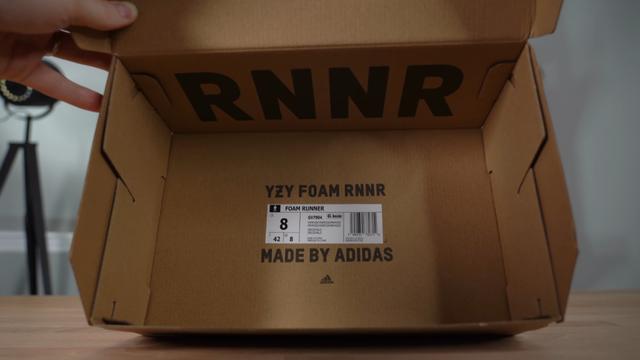 RNNR
YZY FOAM RNNR
FOAM RUNNER
8
42
8
MADE BY ADIDAS